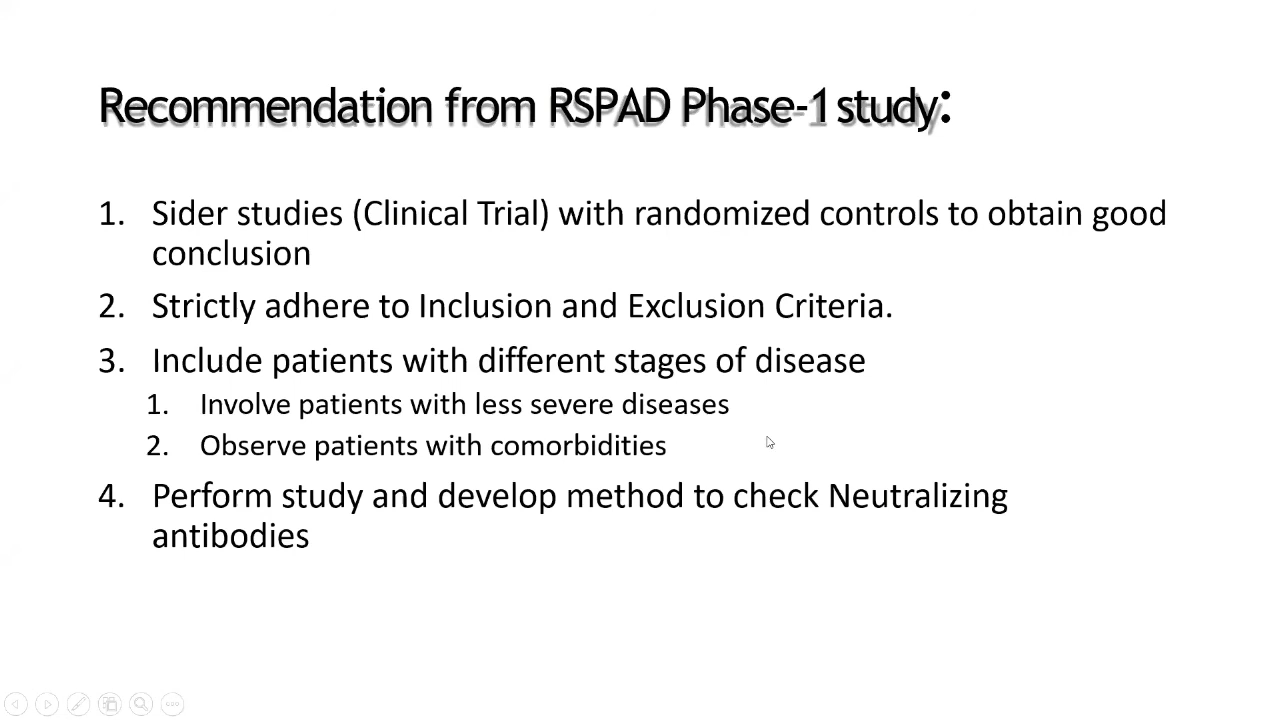 Recommendation from RSPAD Phase-1 study:
1. Sider studies (Clinical Trial) with randomized controls to obtain good
conclusion
2. Strictly adhere to Inclusion and Exclusion Criteria.
3. Include patients with different stages of disease
1. Involve patients with less severe diseases
2. Observe patients with comorbidities
4. Perform study and develop method to check Neutralizing
antibodies